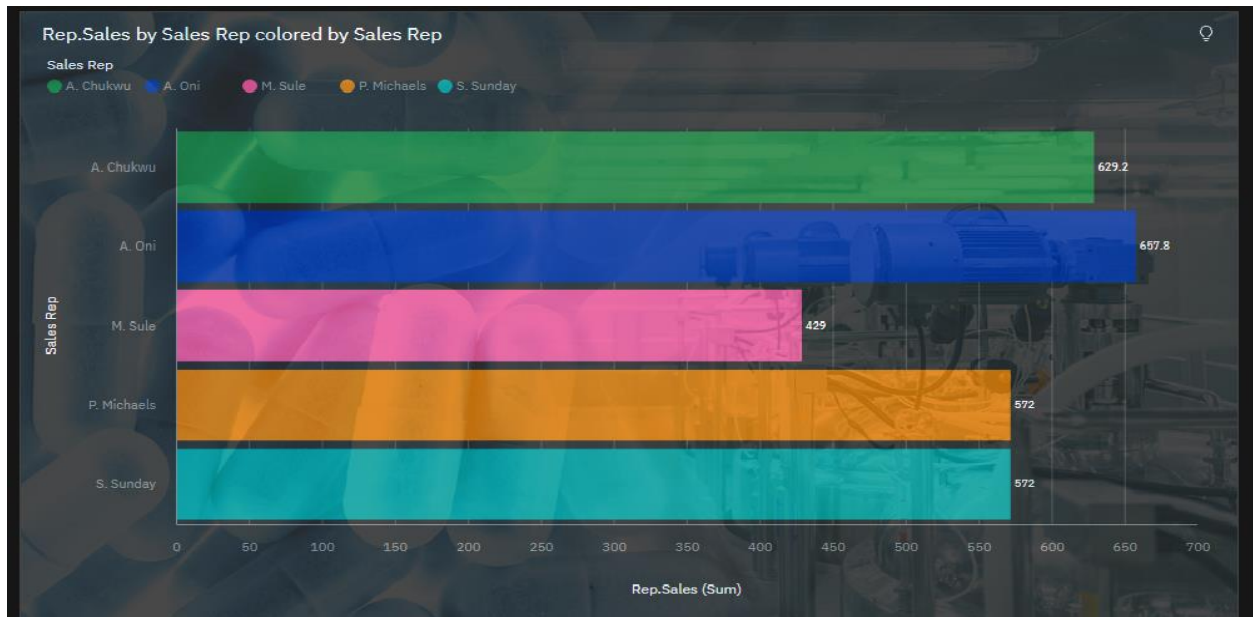 Rep.Sales by Sales Rep colored by Sales Rep
Sales Rep
A. Chukwu A. Oni M. Sule P. Michaels S. Sunday
A. Chukwu 629.2
A. Oni 657.8
Sales Rep
M. Sule 429
P. Michaels 572
S. Sunday 572
0 50 100 150 200 250 300 350 400 450 500 550 600 650 700
Rep.Sales (Sum)